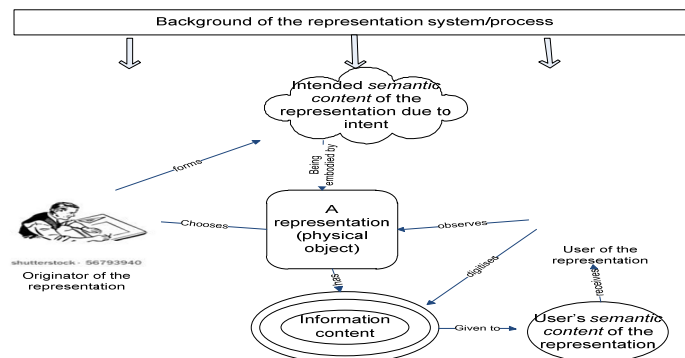 Background of the representation system/process
Intended semantic
content of the
representation due to
intent
forms
Being
embodied by
A
representation
(physical
object)
Chooses
observes
shutterstock · 56793940
Originator of the
representation
User of the
representation
digitised
has
receives
Information
content
Given to
User's semantic
content of the
representation